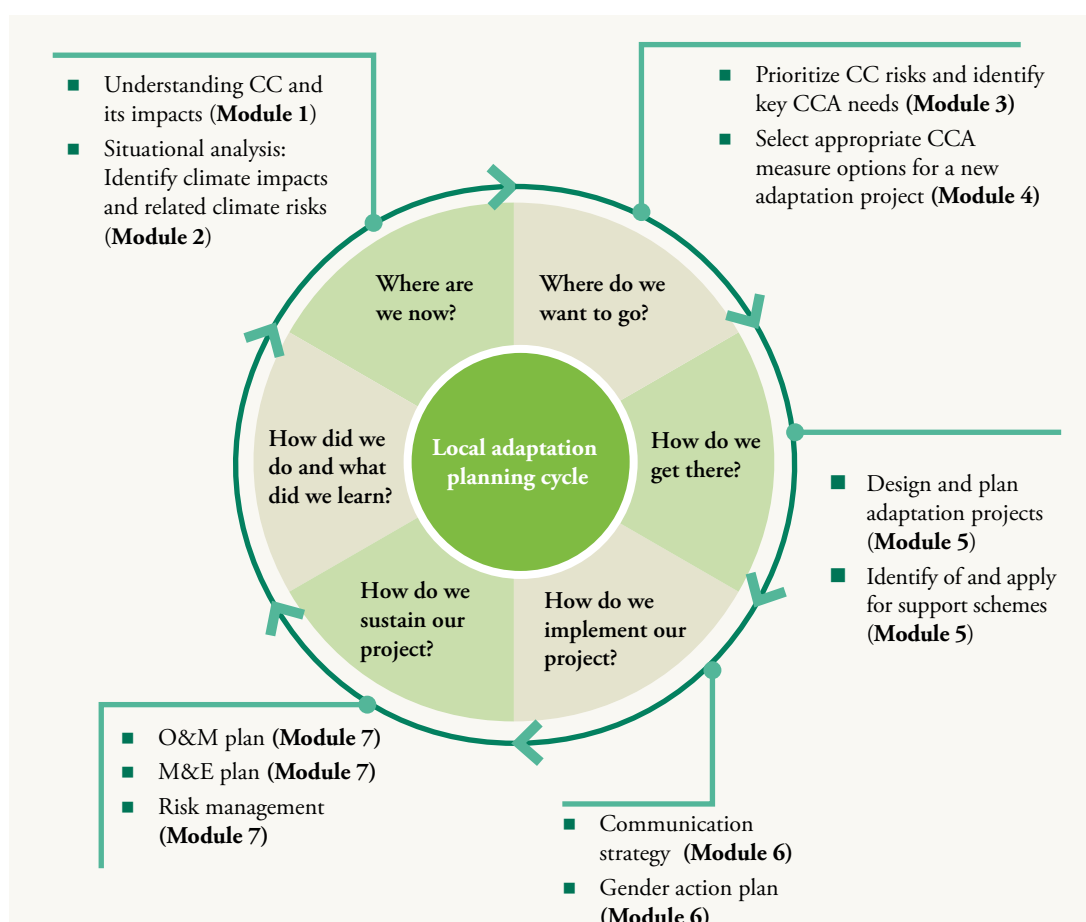 ■ Understanding CC and
its impacts (Module 1)
■ Situational analysis:
Identify climate impacts
and related climate risks
(Module 2)
■ Prioritize CC risks and identify
key CCA needs (Module 3)
■ Select appropriate CCA
measure options for a new
adaptation project (Module 4)
Where are
we now?
Where do we
want to go?
How did we
do and what
did we learn?
Local adaptation
planning cycle
How do we
get there?
■ Design and plan
adaptation projects
(Module 5)
■ Identify of and apply
for support schemes
(Module 5)
How do we
sustain our
project?
How do we
implement our
project?
■ O&M plan (Module 7)
■ M&E plan (Module 7)
■ Risk management
(Module 7)
■ Communication
strategy (Module 6)
■ Gender action plan
(Module 6)